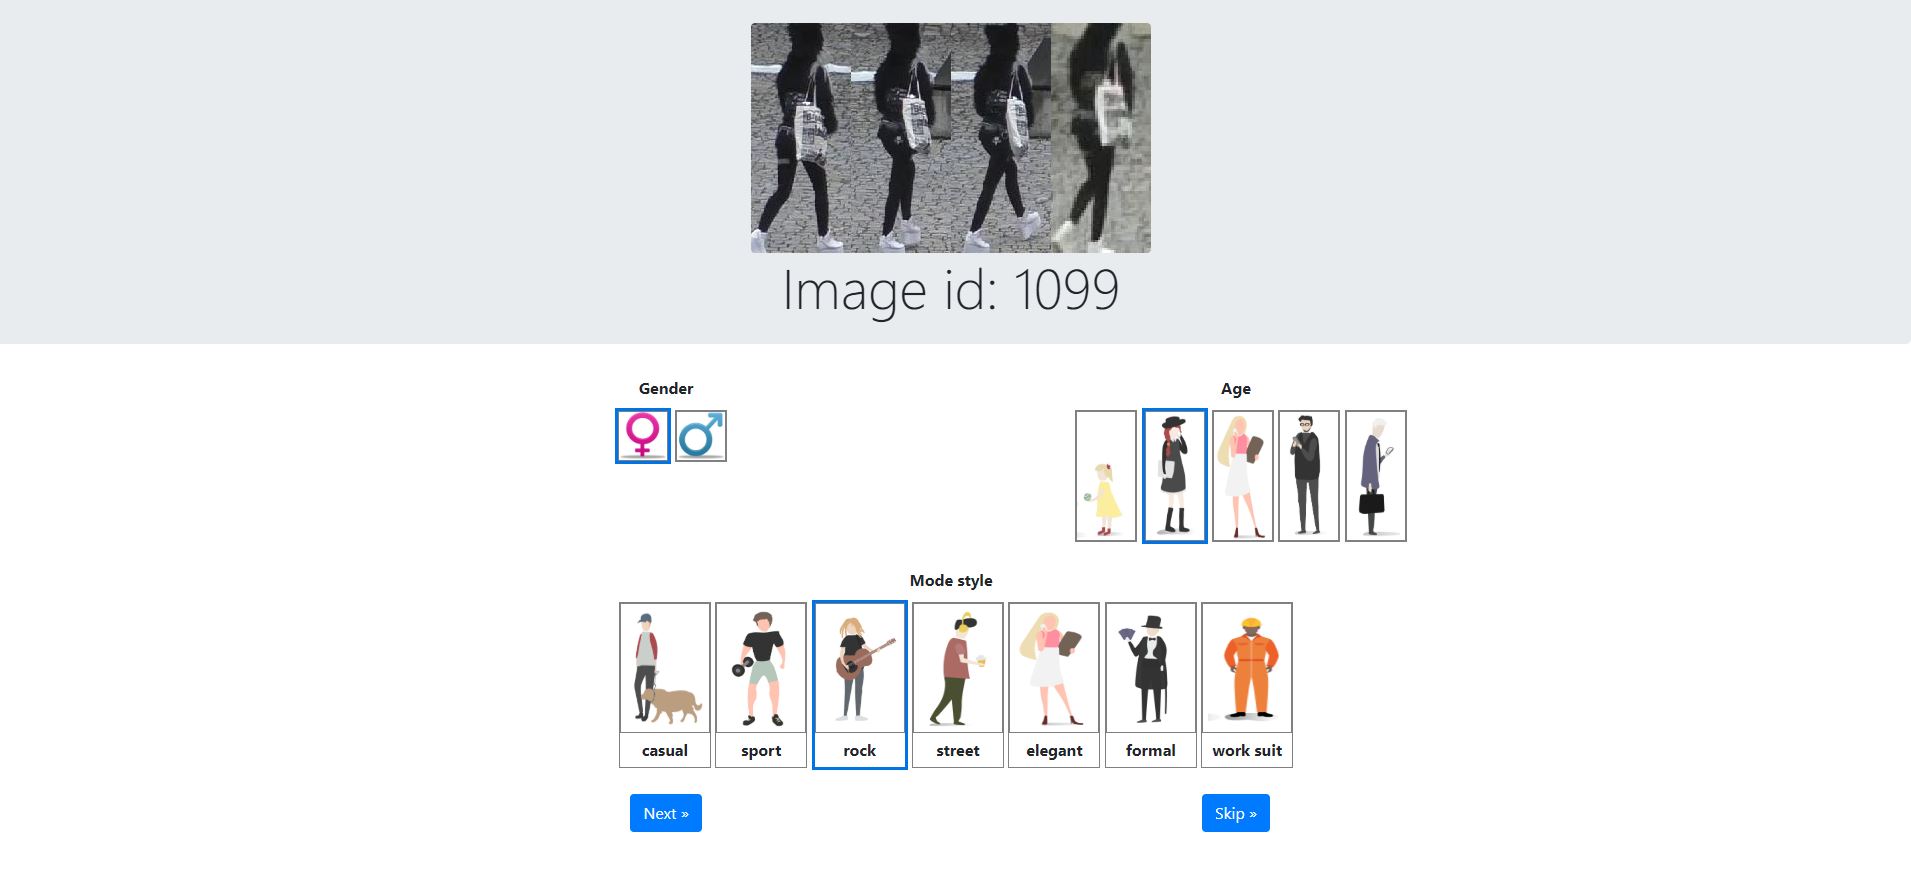 Image id: 1099
Gender
Age
Mode style
casual
sport
rock
street
elegant
formal
work suit
Next »
Skip »